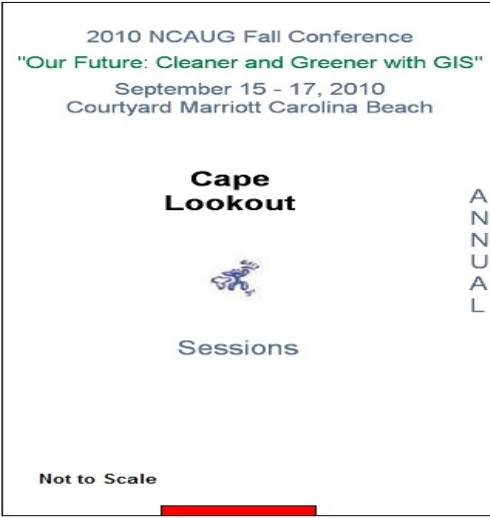 2010 NCAUG Fall Conference
"Our Future: Cleaner and Greener with GIS"
September 15 - 17, 2010
Courtyard Marriott Carolina Beach
Cape
Lookout
Sessions
ANNUAL
Not to Scale